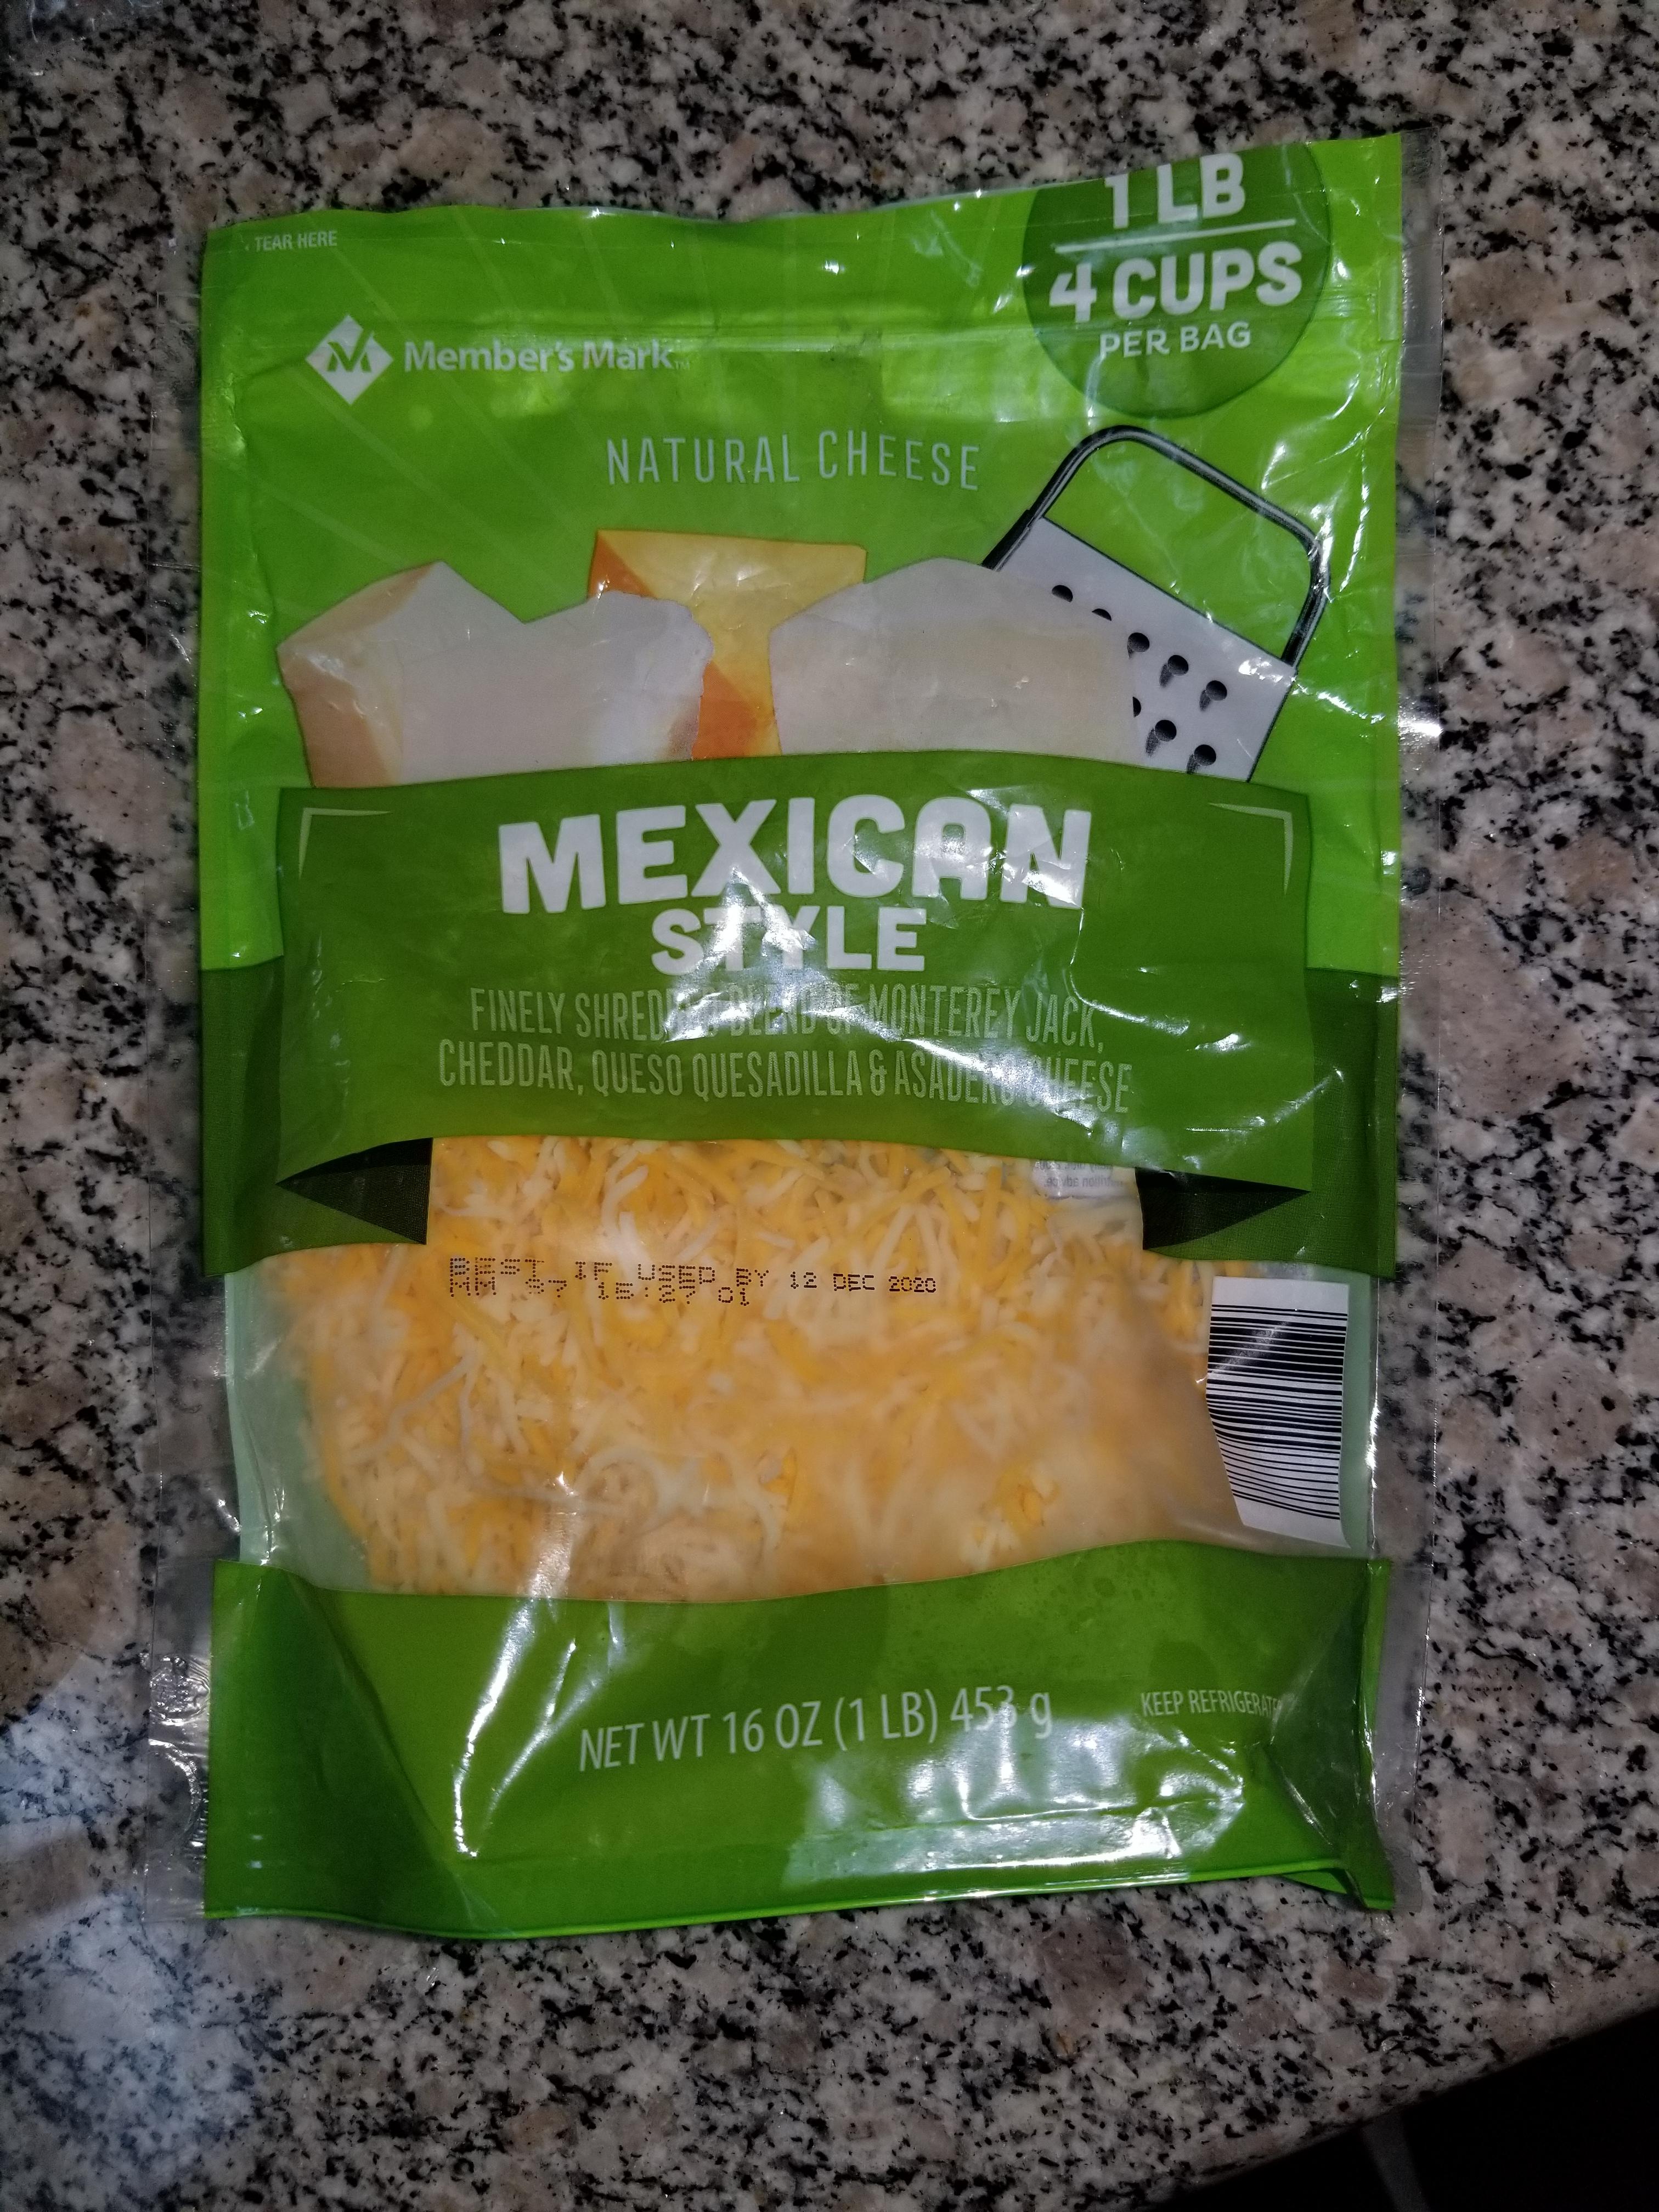 1 LB
4 CUPS
PER BAG
TEAR HERE
Member's Mark™
NATURAL CHEESE
MEXICAN
STYLE
FINELY SHREDDED BLEND OF MONTEREY JACK,
CHEDDAR, QUESO QUESADILLA & ASADERO CHEESE
BEST IF USED BY 12 DEC 2020
NET WT 16 OZ (1 LB) 453 g
KEEP REFRIGERATED